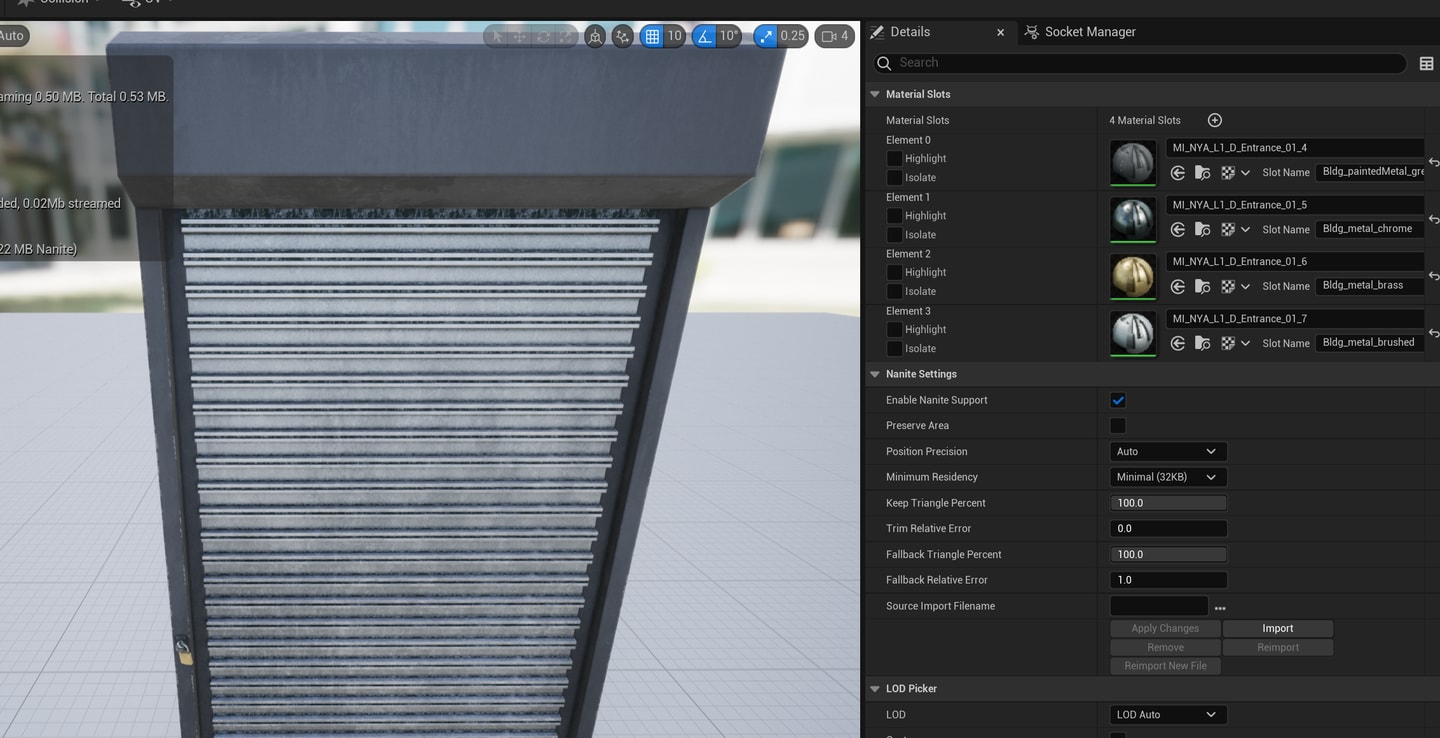 Auto
10
10°
0.25
4
0.50 MB. Total 0.53 MB.
0.02Mb streamed
22 MB Nanite)
Details
Socket Manager
Search
Material Slots
Material Slots
4 Material Slots
Element 0
Highlight
Isolate
MI_NYA_L1_D_Entrance_01_4
Slot Name
Bldg_paintedMetal_gre
Element 1
Highlight
Isolate
MI_NYA_L1_D_Entrance_01_5
Slot Name
Bldg_metal_chrome
Element 2
Highlight
Isolate
MI_NYA_L1_D_Entrance_01_6
Slot Name
Bldg_metal_brass
Element 3
Highlight
Isolate
MI_NYA_L1_D_Entrance_01_7
Slot Name
Bldg_metal_brushed
Nanite Settings
Enable Nanite Support
Preserve Area
Position Precision
Auto
Minimum Residency
Minimal (32KB)
Keep Triangle Percent
100.0
Trim Relative Error
0.0
Fallback Triangle Percent
100.0
Fallback Relative Error
1.0
Source Import Filename
Apply Changes
Import
Remove
Reimport
Reimport New File
LOD Picker
LOD
LOD Auto